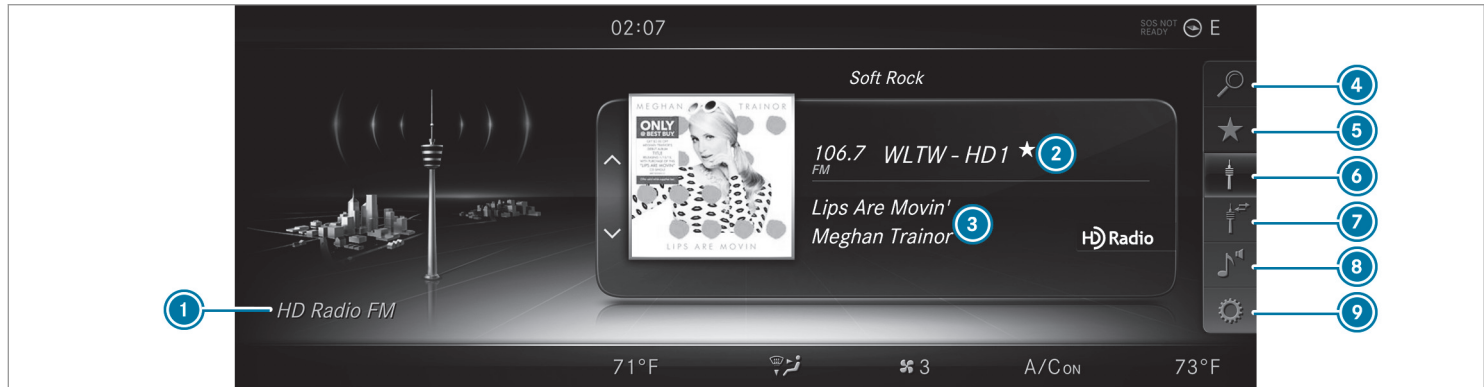 02:07
SOS NOT
READY
E
Soft Rock
4
MEGHAN TRAINOR
ONLY
@ BEST BUY
5
106.7 WLTW - HD1 ★ 2
FM
6
Lips Are Movin'
3
Meghan Trainor
HD Radio
7
LIPS ARE MOVIN
8
1
HD Radio FM
9
71°F
3
A/C ON
73°F